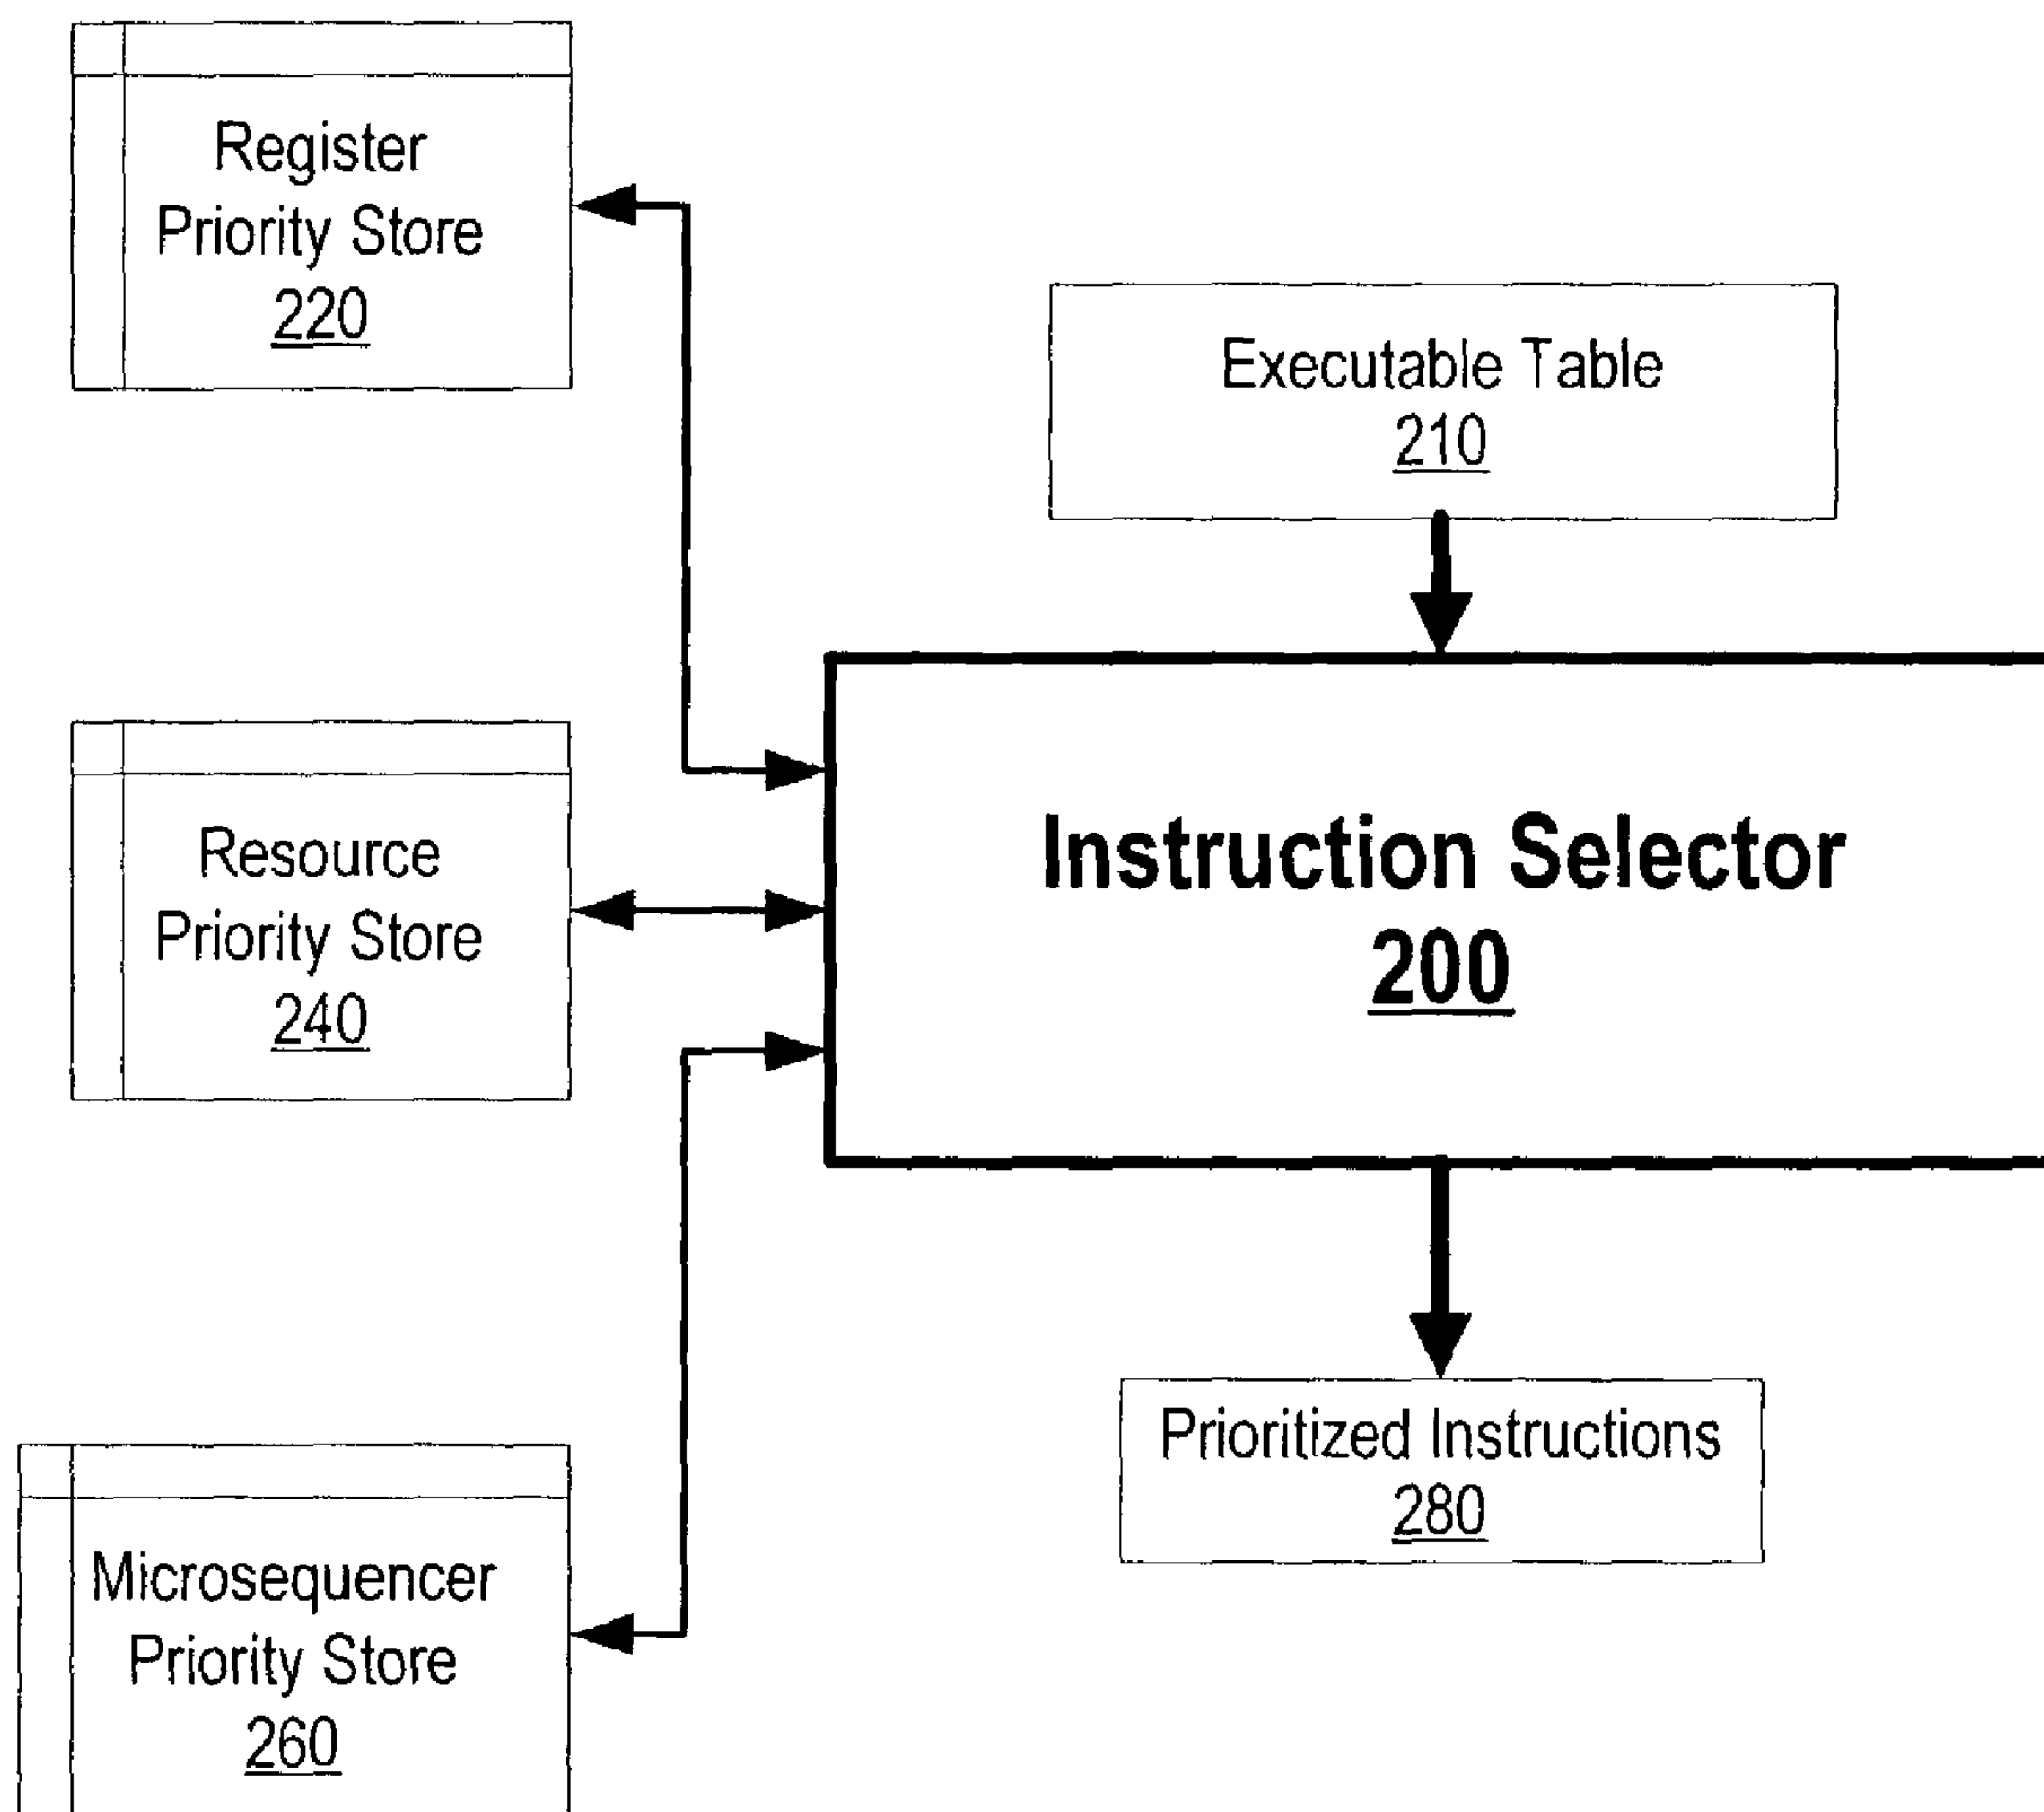 Register
Priority Store
220
Executable Table
210
Resource
Priority Store
240
Instruction Selector
200
Microsequencer
Priority Store
260
Prioritized Instructions
280